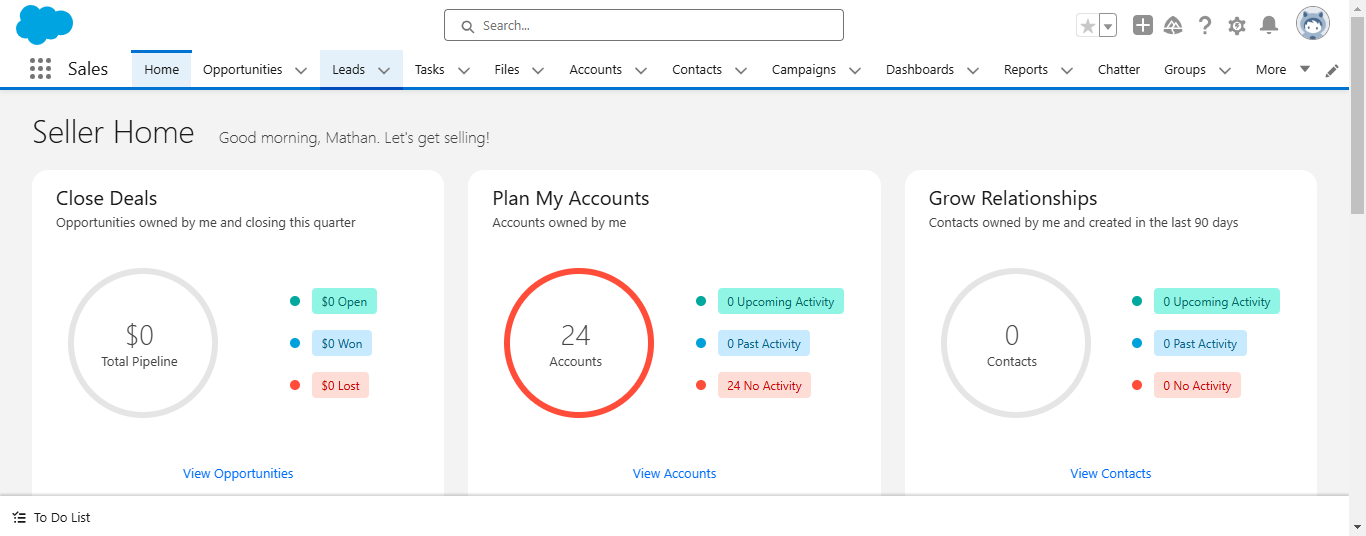 Search...
Sales Home Opportunities Leads Tasks Files Accounts Contacts Campaigns Dashboards Reports Chatter Groups More
Seller Home Good morning, Mathan. Let's get selling!
Close Deals
Opportunities owned by me and closing this quarter
$0
Total Pipeline
$0 Open
$0 Won
$0 Lost
View Opportunities
Plan My Accounts
Accounts owned by me
24
Accounts
0 Upcoming Activity
0 Past Activity
24 No Activity
View Accounts
Grow Relationships
Contacts owned by me and created in the last 90 days
0
Contacts
0 Upcoming Activity
0 Past Activity
0 No Activity
View Contacts
To Do List